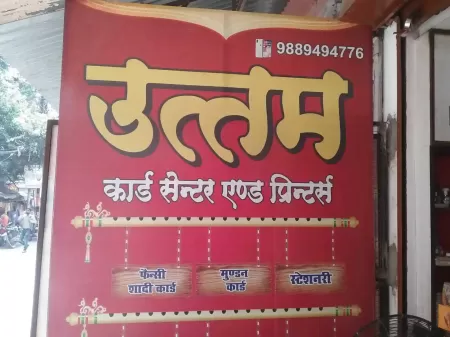 9889494776
उत्तम
कार्ड सेन्टर एण्ड प्रिन्टर्स
फैन्सी
शादी कार्ड
मुण्डन
कार्ड
स्टेशनरी